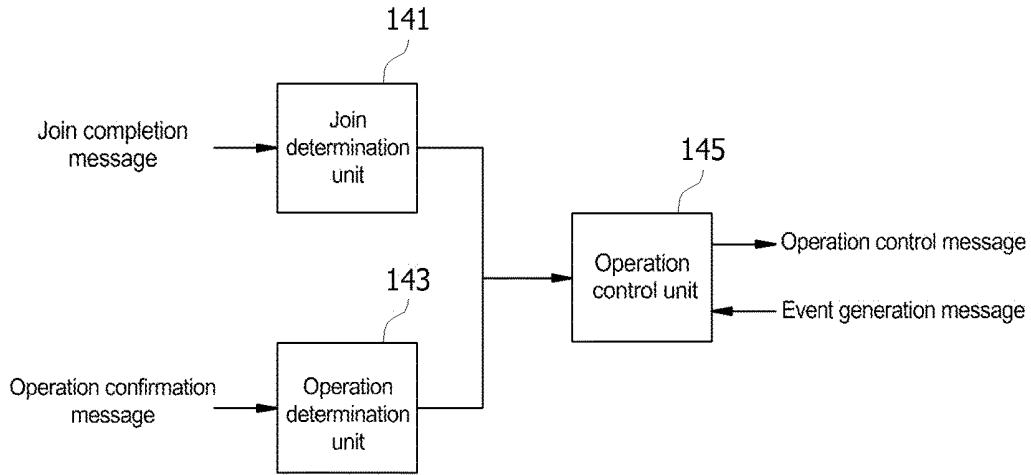 141
Join completion
message
Join
determination
unit
145
Operation
control unit
Operation control message
Event generation message
143
Operation confirmation
message
Operation
determination
unit